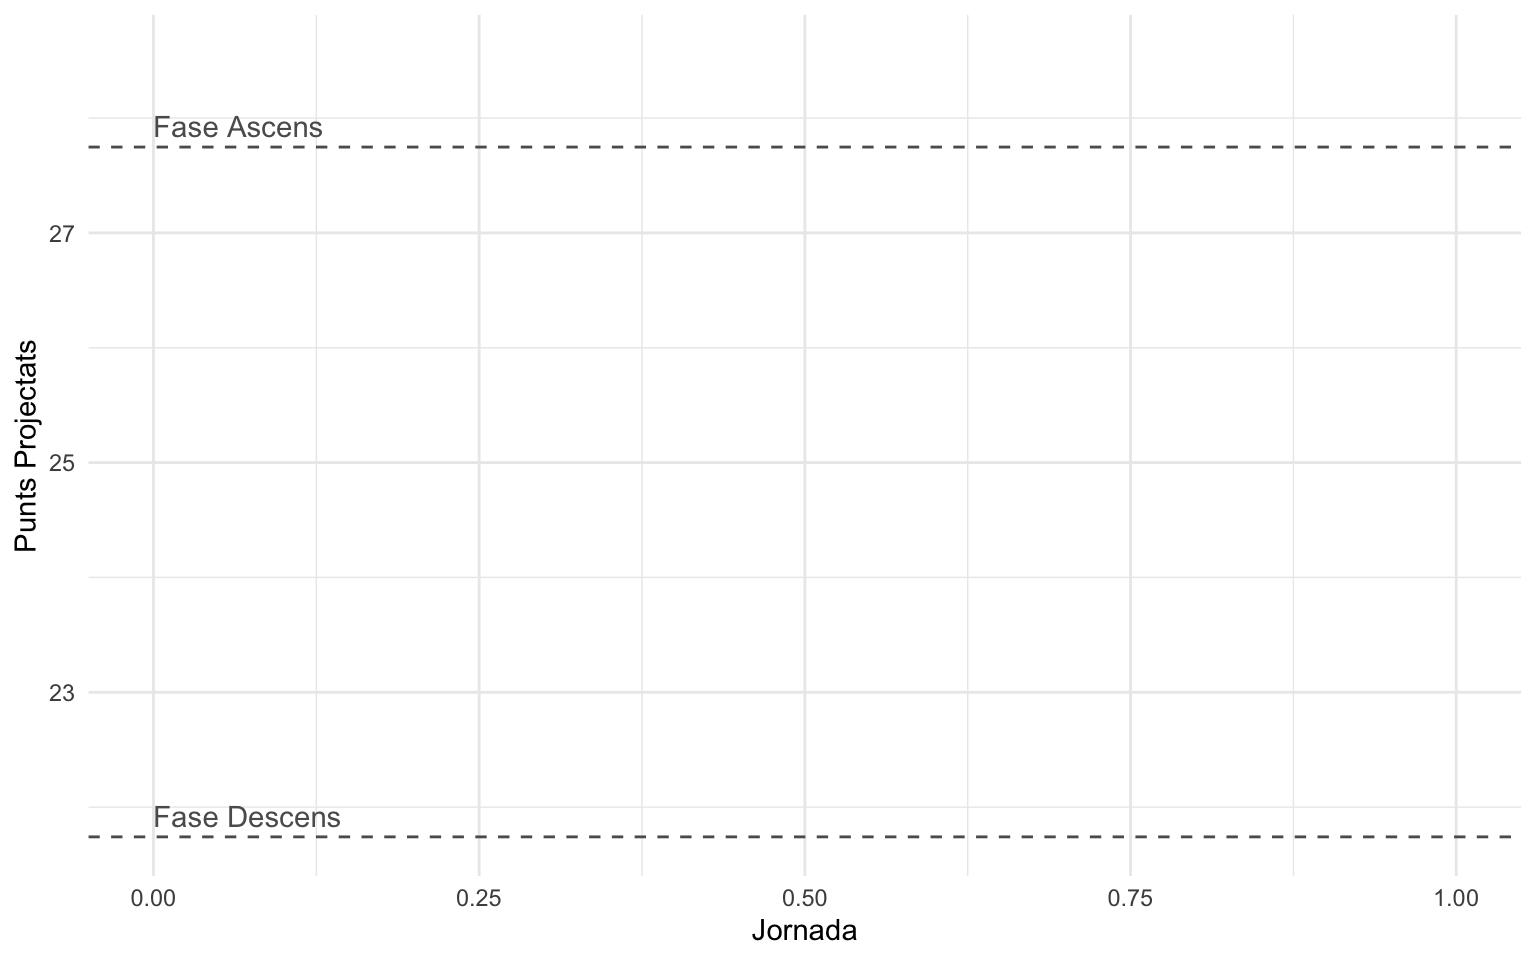 Fase Ascens
27
25
23
Fase Descens
0.00 0.25 0.50 0.75 1.00
Jornada
Punts Projectats